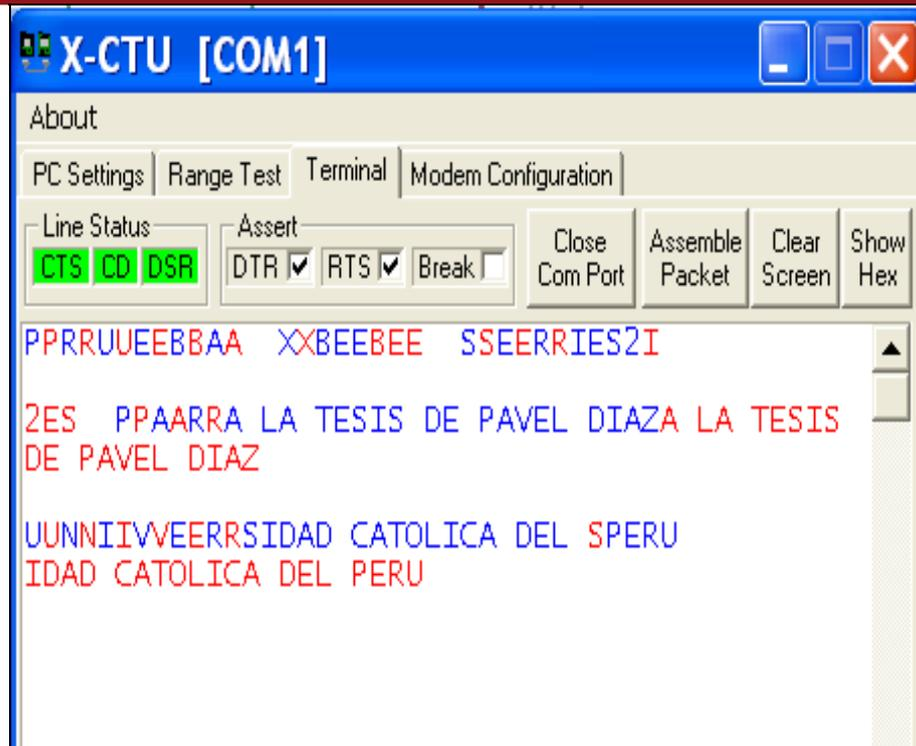 X-CTU [COM1]
About
PC Settings Range Test Terminal Modem Configuration
Line Status Assert
CTS CD DSR DTR RTS Break Close Com Port Assemble Packet Clear Screen Show Hex
PPRRUUEEBBAA XXBEEBEE SSEERRIES2I
2ES PPAARRA LA TESIS DE PAVEL DIAZA LA TESIS
DE PAVEL DIAZ
UUNNIIVVEERRSIDAD CATOLICA DEL SPERU
IDAD CATOLICA DEL PERU